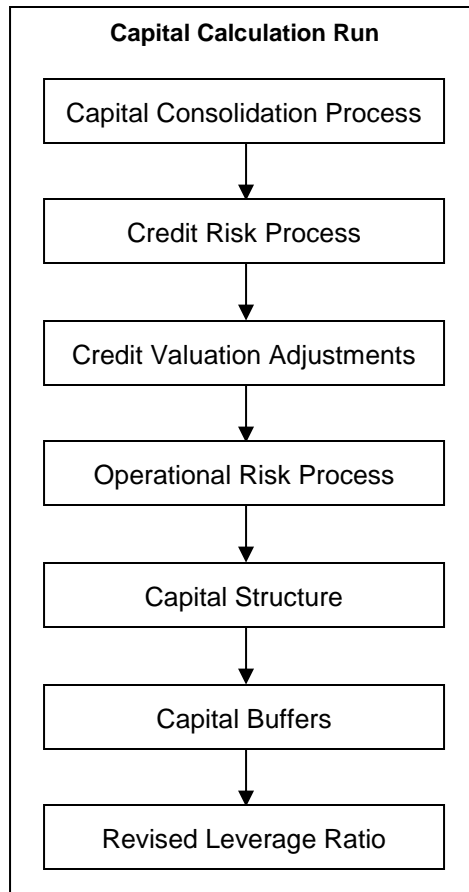 Capital Calculation Run
Capital Consolidation Process
Credit Risk Process
Credit Valuation Adjustments
Operational Risk Process
Capital Structure
Capital Buffers
Revised Leverage Ratio